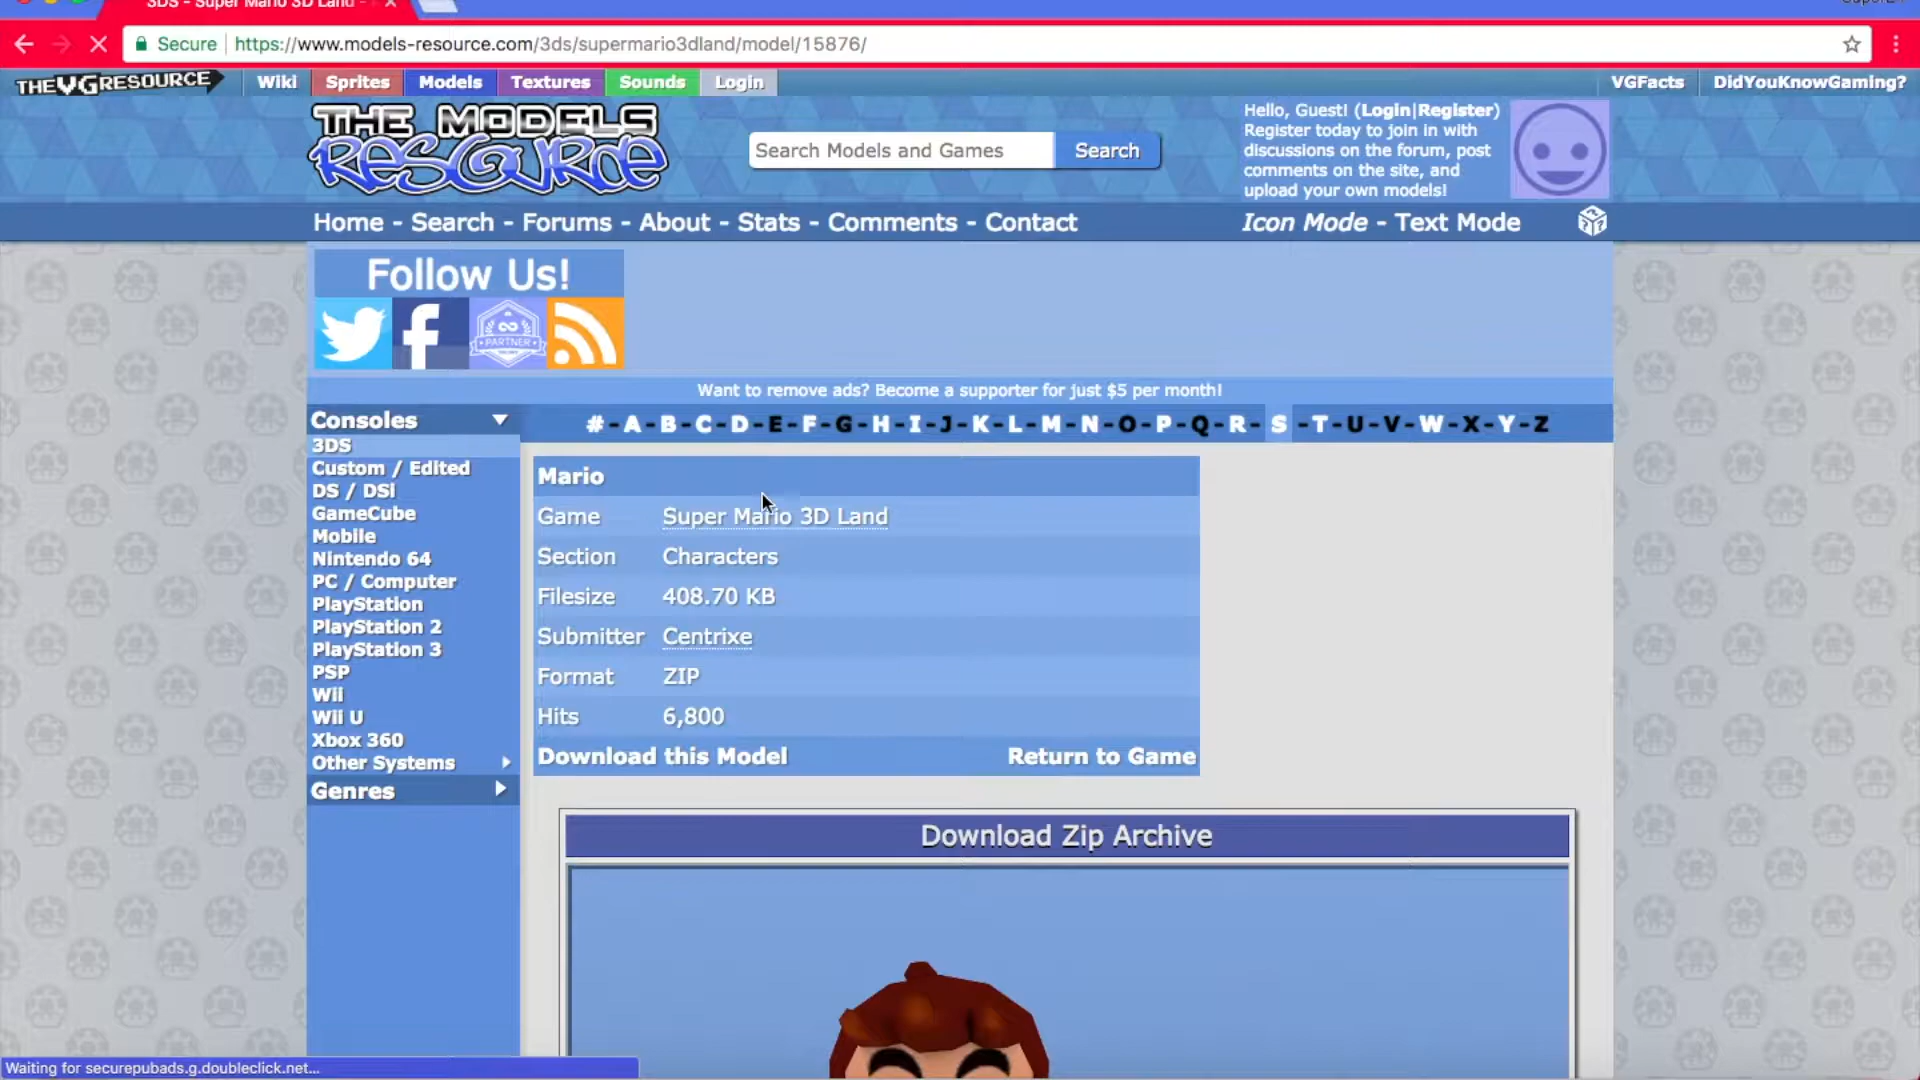 3DS - Super Mario 3D Land -
Secure https://www.models-resource.com/3ds/supermario3dland/model/15876/
THE VG RESOURCE Wiki Sprites Models Textures Sounds Login VGFacts DidYouKnowGaming?
THE MODELS
RESOURCE
Search Models and Games Search
Hello, Guest! (Login|Register)
Register today to join in with
discussions on the forum, post
comments on the site, and
upload your own models!
Home - Search - Forums - About - Stats - Comments - Contact Icon Mode - Text Mode
Follow Us!
PARTNER
Want to remove ads? Become a supporter for just $5 per month!
Consoles
# - A - B - C - D - E - F - G - H - I - J - K - L - M - N - O - P - Q - R - S - T - U - V - W - X - Y - Z
3DS
Custom / Edited
DS / DSi
GameCube
Mobile
Nintendo 64
PC / Computer
PlayStation
PlayStation 2
PlayStation 3
PSP
Wii
Wii U
Xbox 360
Other Systems
Genres
Mario
Game Super Mario 3D Land
Section Characters
Filesize 408.70 KB
Submitter Centrixe
Format ZIP
Hits 6,800
Download this Model Return to Game
Download Zip Archive
Waiting for securepubads.g.doubleclick.net...